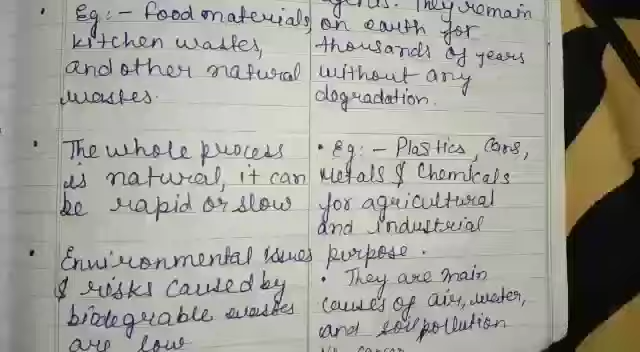 Eg:- Food materials,
kitchen wastes,
and other natural
wastes.
The whole process
is natural, it can
be rapid or slow
Environmental issues
& risks caused by
biodegrable wastes
are low
They remain
on earth for
thousands of years
without any
degradation.
Eg:- Plastics, Cans,
Metals & Chemicals
for agricultural
and industrial
purpose.
They are main
causes of air, water,
and soil pollution